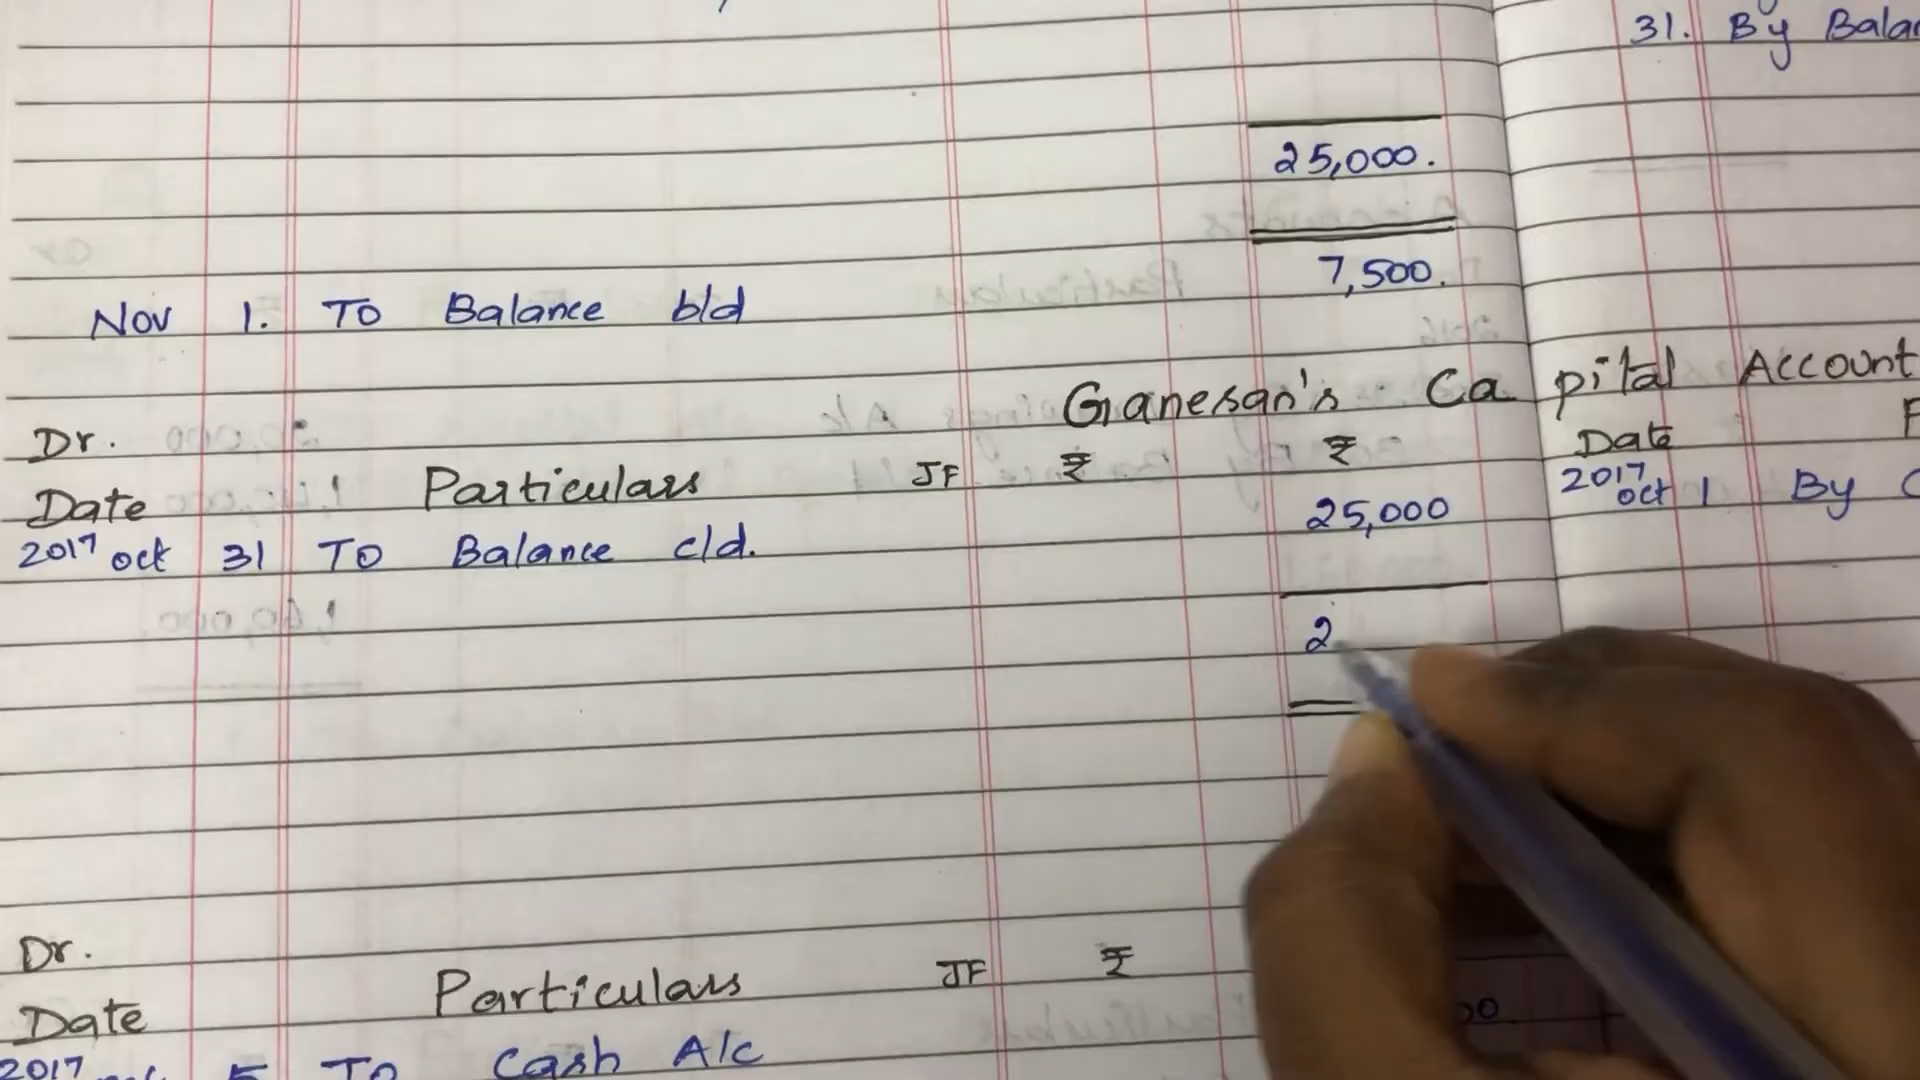 31. By
25,000.
7,500.
Nov 1. To Balance b/d
Ganesan's Capital Account
Dr.
Date Particulars JF ₹ ₹ Date
2017 oct 31 To Balance c/d. 25,000 2017 oct 1 By
2
Dr.
Date Particulars JF ₹
2017 5 To Cash A/c